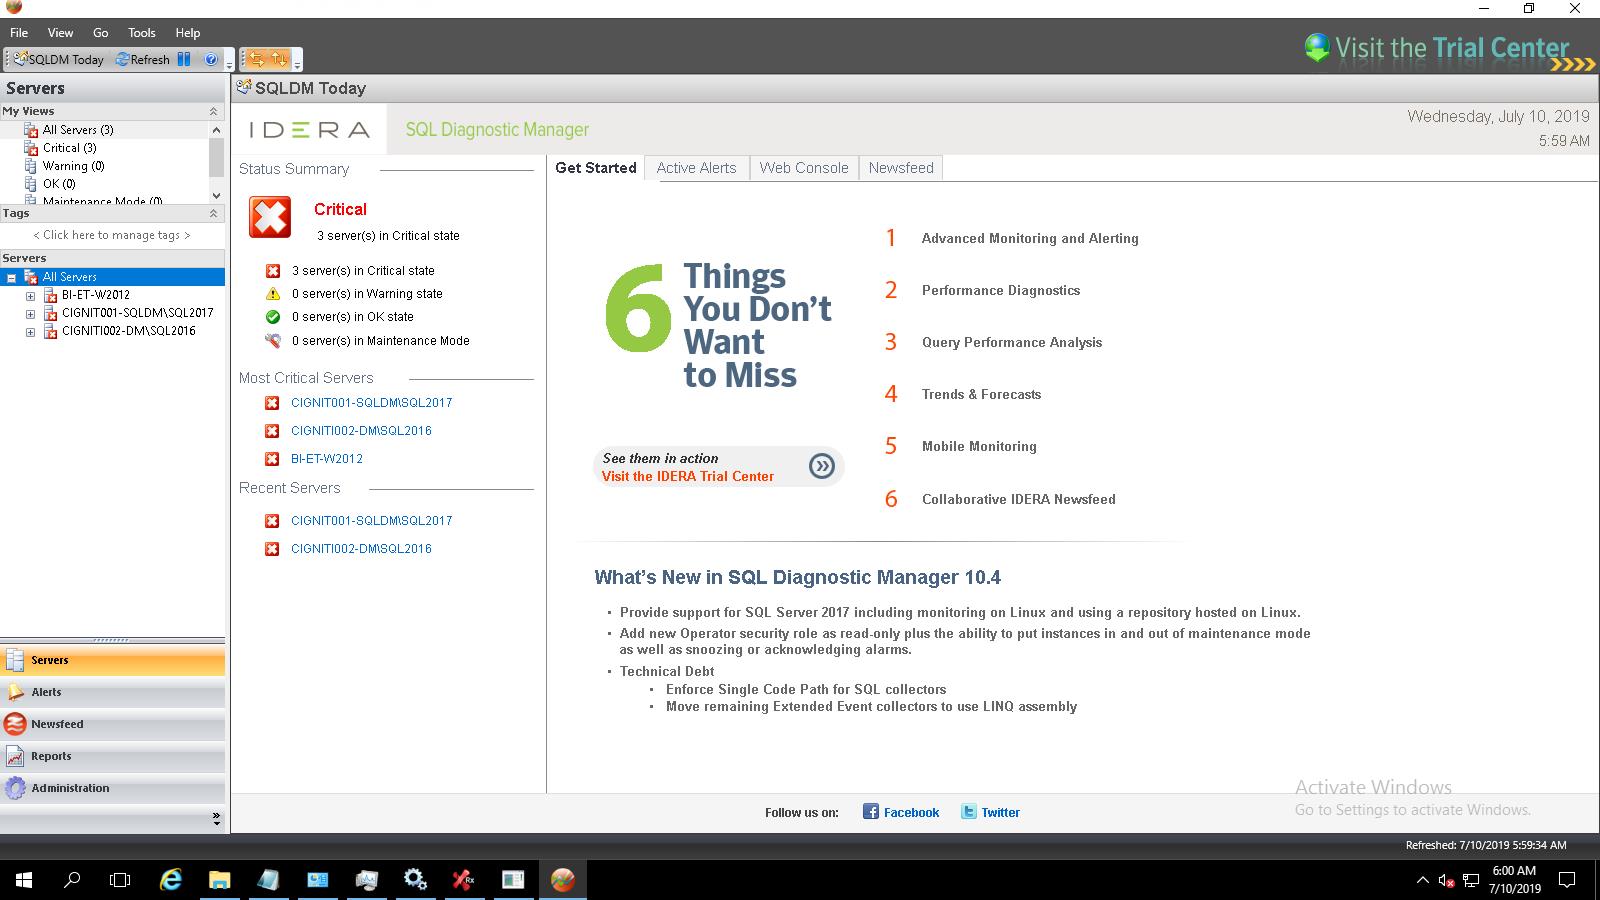 File View Go Tools Help
SQLDM Today Refresh
Visit the Trial Center
Servers
My Views
All Servers (3)
Critical (3)
Warning (0)
OK (0)
Maintenance Mode (0)
Tags
< Click here to manage tags >
Servers
All Servers
BI-ET-W2012
CIGNIT001-SQLDM\SQL2017
CIGNITI002-DM\SQL2016
Servers
Alerts
Newsfeed
Reports
Administration
SQLDM Today
IDERA SQL Diagnostic Manager
Wednesday, July 10, 2019
5:59 AM
Status Summary
Critical
3 server(s) in Critical state
3 server(s) in Critical state
0 server(s) in Warning state
0 server(s) in OK state
0 server(s) in Maintenance Mode
Most Critical Servers
CIGNIT001-SQLDM\SQL2017
CIGNITI002-DM\SQL2016
BI-ET-W2012
Recent Servers
CIGNIT001-SQLDM\SQL2017
CIGNITI002-DM\SQL2016
Get Started Active Alerts Web Console Newsfeed
6 Things
You Don't
Want
to Miss
See them in action
Visit the IDERA Trial Center
1 Advanced Monitoring and Alerting
2 Performance Diagnostics
3 Query Performance Analysis
4 Trends & Forecasts
5 Mobile Monitoring
6 Collaborative IDERA Newsfeed
What's New in SQL Diagnostic Manager 10.4
• Provide support for SQL Server 2017 including monitoring on Linux and using a repository hosted on Linux.
• Add new Operator security role as read-only plus the ability to put instances in and out of maintenance mode
as well as snoozing or acknowledging alarms.
• Technical Debt
• Enforce Single Code Path for SQL collectors
• Move remaining Extended Event collectors to use LINQ assembly
Activate Windows
Go to Settings to activate Windows.
Follow us on: Facebook Twitter
Refreshed: 7/10/2019 5:59:34 AM
6:00 AM
7/10/2019